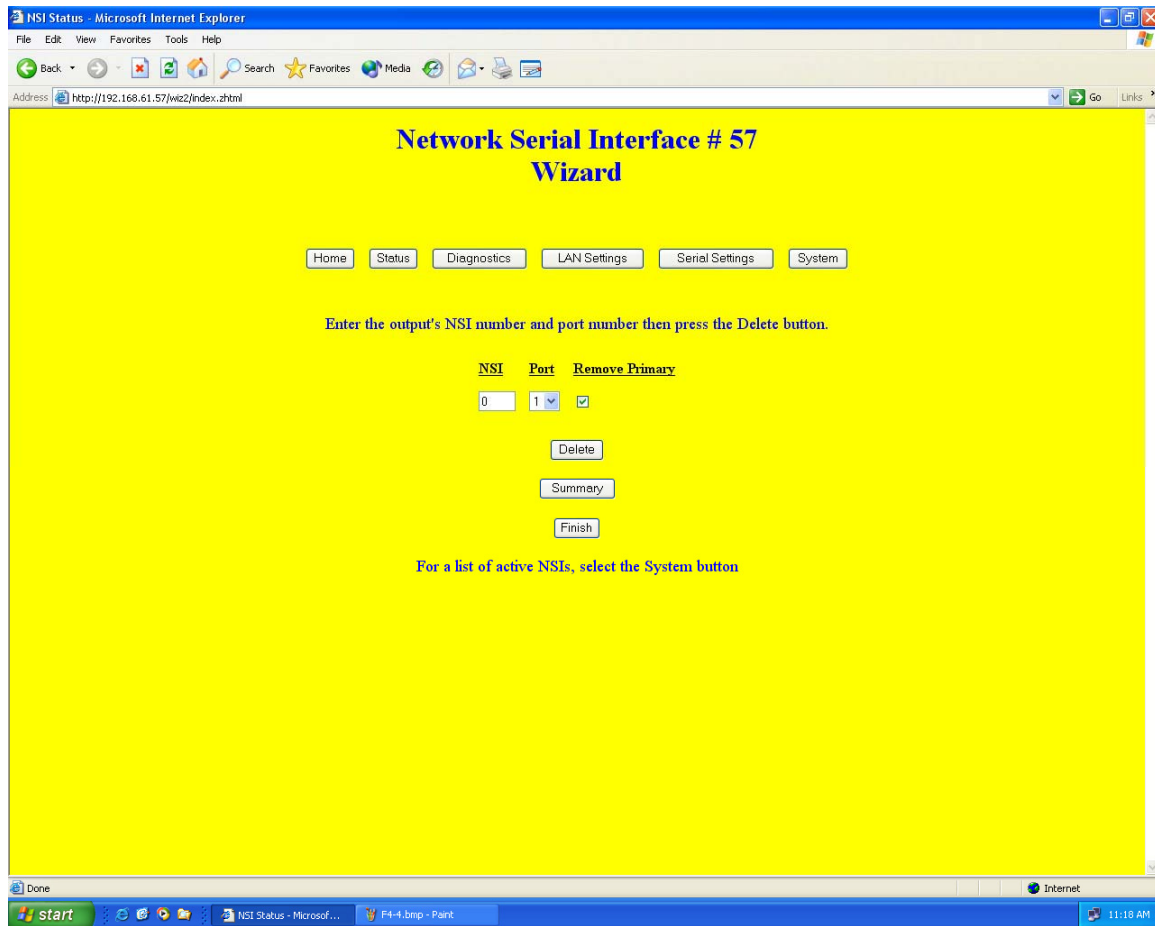 NSI Status - Microsoft Internet Explorer
File Edit View Favorites Tools Help
Back Search Favorites Media
Address http://192.168.61.57/wiz2/index.zhtml Go Links
Network Serial Interface # 57
Wizard
Home Status Diagnostics LAN Settings Serial Settings System
Enter the output's NSI number and port number then press the Delete button.
NSI Port Remove Primary
0 1
Delete
Summary
Finish
For a list of active NSIs, select the System button
Done Internet
start NSI Status - Microsof... F4-4.bmp - Paint 11:18 AM